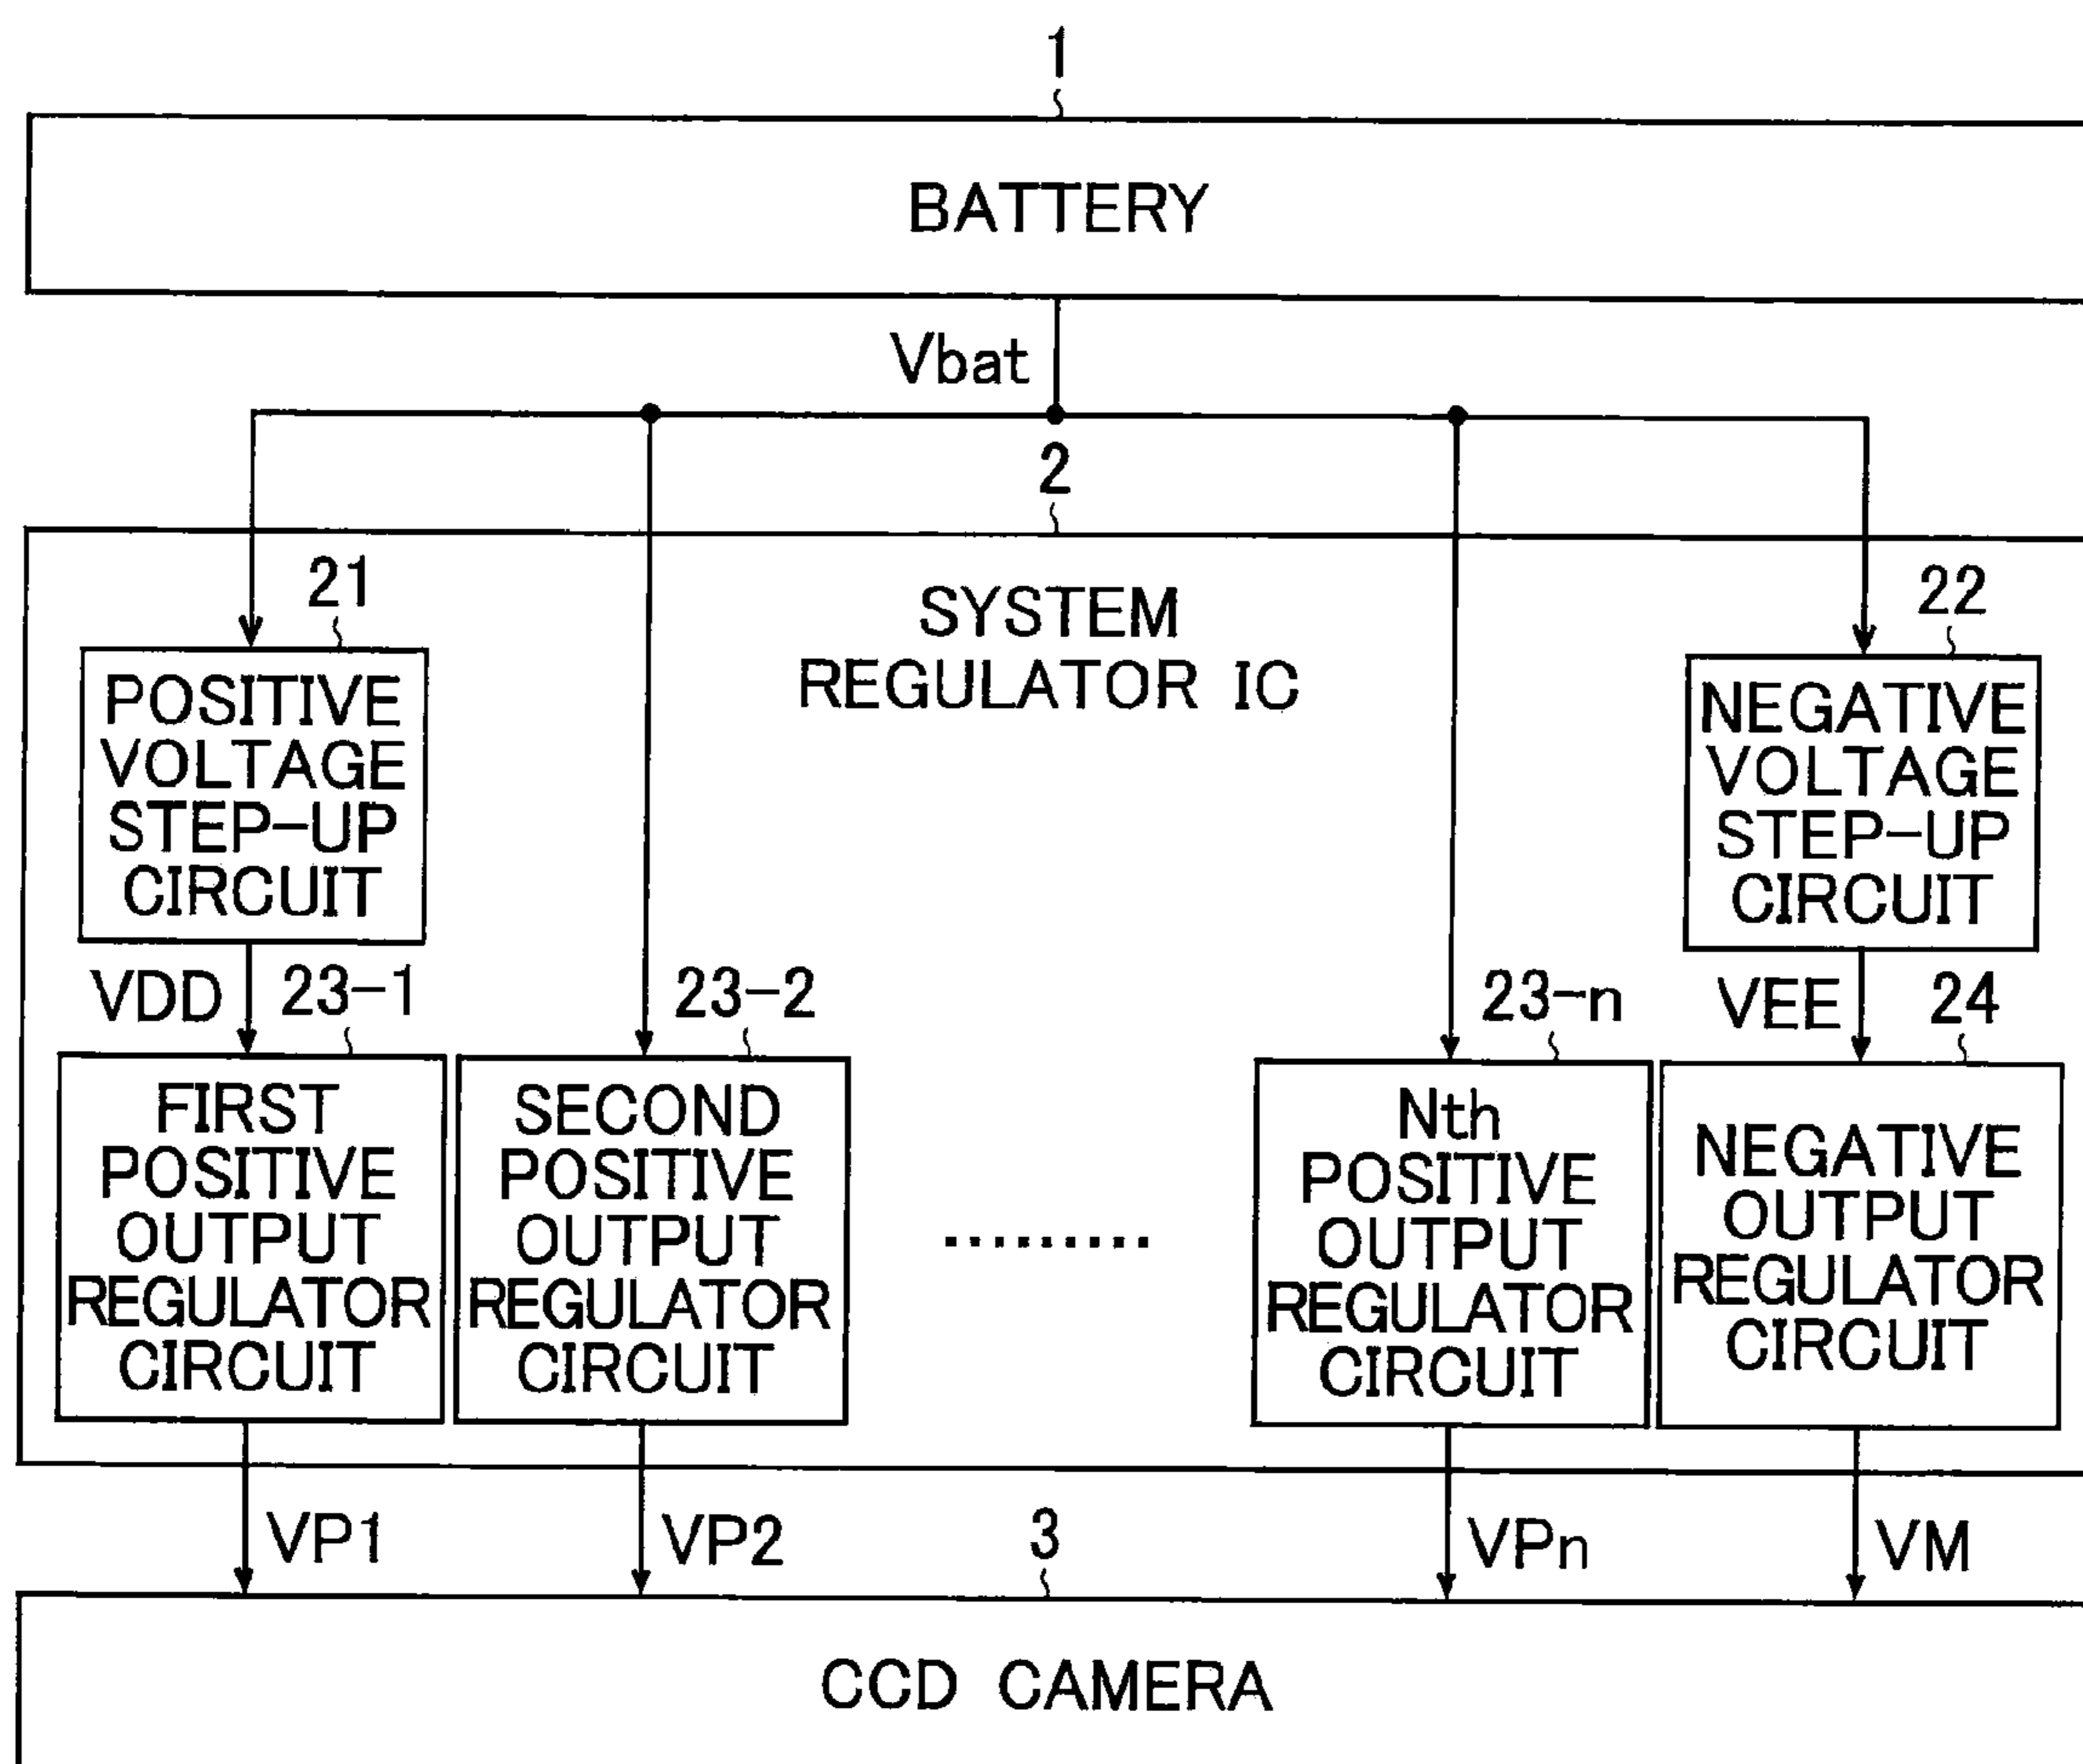 1
BATTERY
Vbat
2
SYSTEM
REGULATOR IC
21
POSITIVE
VOLTAGE
STEP-UP
CIRCUIT
22
NEGATIVE
VOLTAGE
STEP-UP
CIRCUIT
VDD
23-1
23-2
23-n
VEE
24
FIRST
POSITIVE
OUTPUT
REGULATOR
CIRCUIT
SECOND
POSITIVE
OUTPUT
REGULATOR
CIRCUIT
.........
Nth
POSITIVE
OUTPUT
REGULATOR
CIRCUIT
NEGATIVE
OUTPUT
REGULATOR
CIRCUIT
VP1
VP2
3
VPn
VM
CCD CAMERA